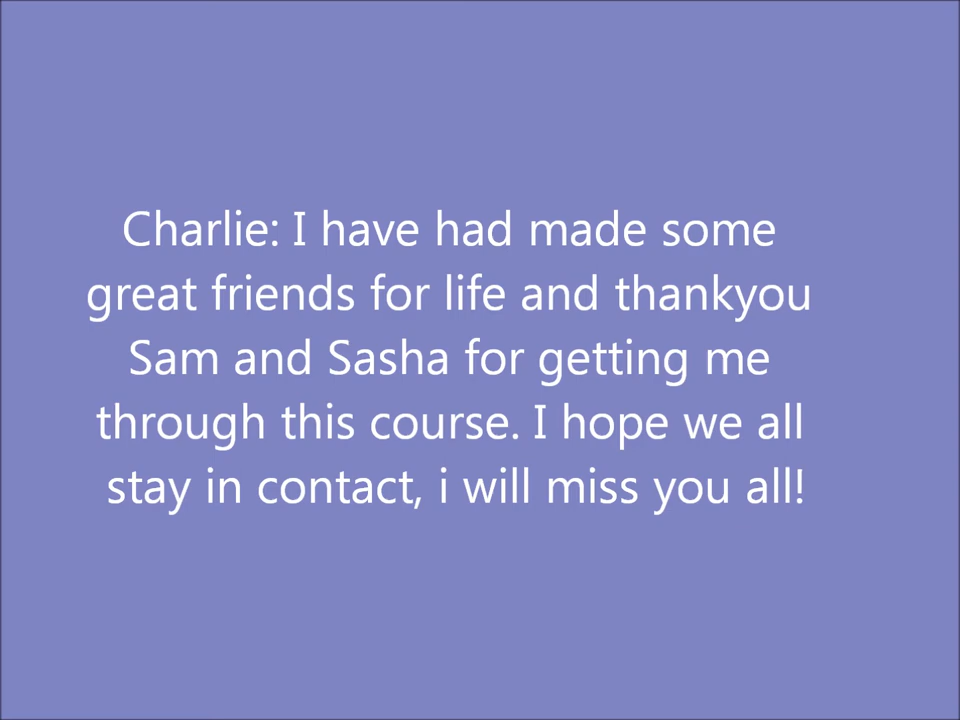 Charlie: I have had made some
great friends for life and thankyou
Sam and Sasha for getting me
through this course. I hope we all
stay in contact, i will miss you all!